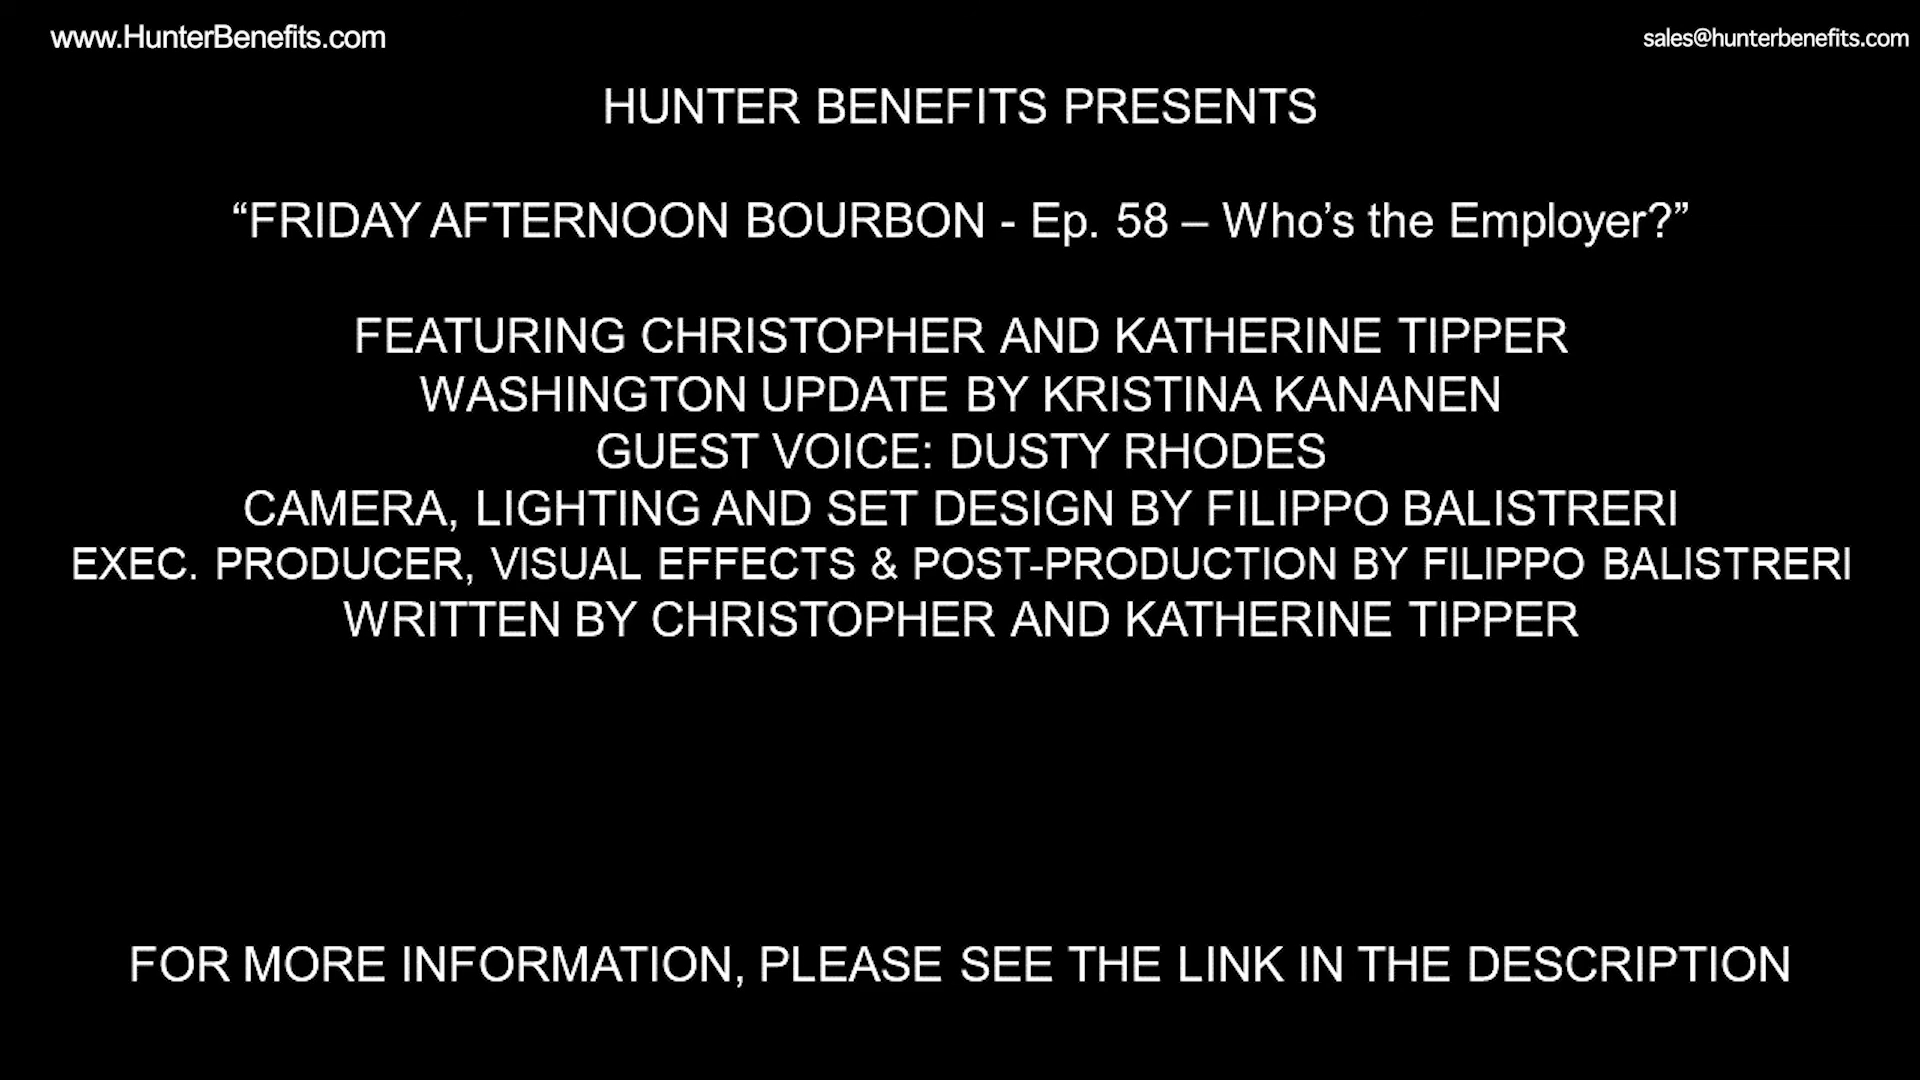 www.HunterBenefits.com
sales@hunterbenefits.com
HUNTER BENEFITS PRESENTS
“FRIDAY AFTERNOON BOURBON - Ep. 58 – Who’s the Employer?”
FEATURING CHRISTOPHER AND KATHERINE TIPPER
WASHINGTON UPDATE BY KRISTINA KANANEN
GUEST VOICE: DUSTY RHODES
CAMERA, LIGHTING AND SET DESIGN BY FILIPPO BALISTRERI
EXEC. PRODUCER, VISUAL EFFECTS & POST-PRODUCTION BY FILIPPO BALISTRERI
WRITTEN BY CHRISTOPHER AND KATHERINE TIPPER
FOR MORE INFORMATION, PLEASE SEE THE LINK IN THE DESCRIPTION